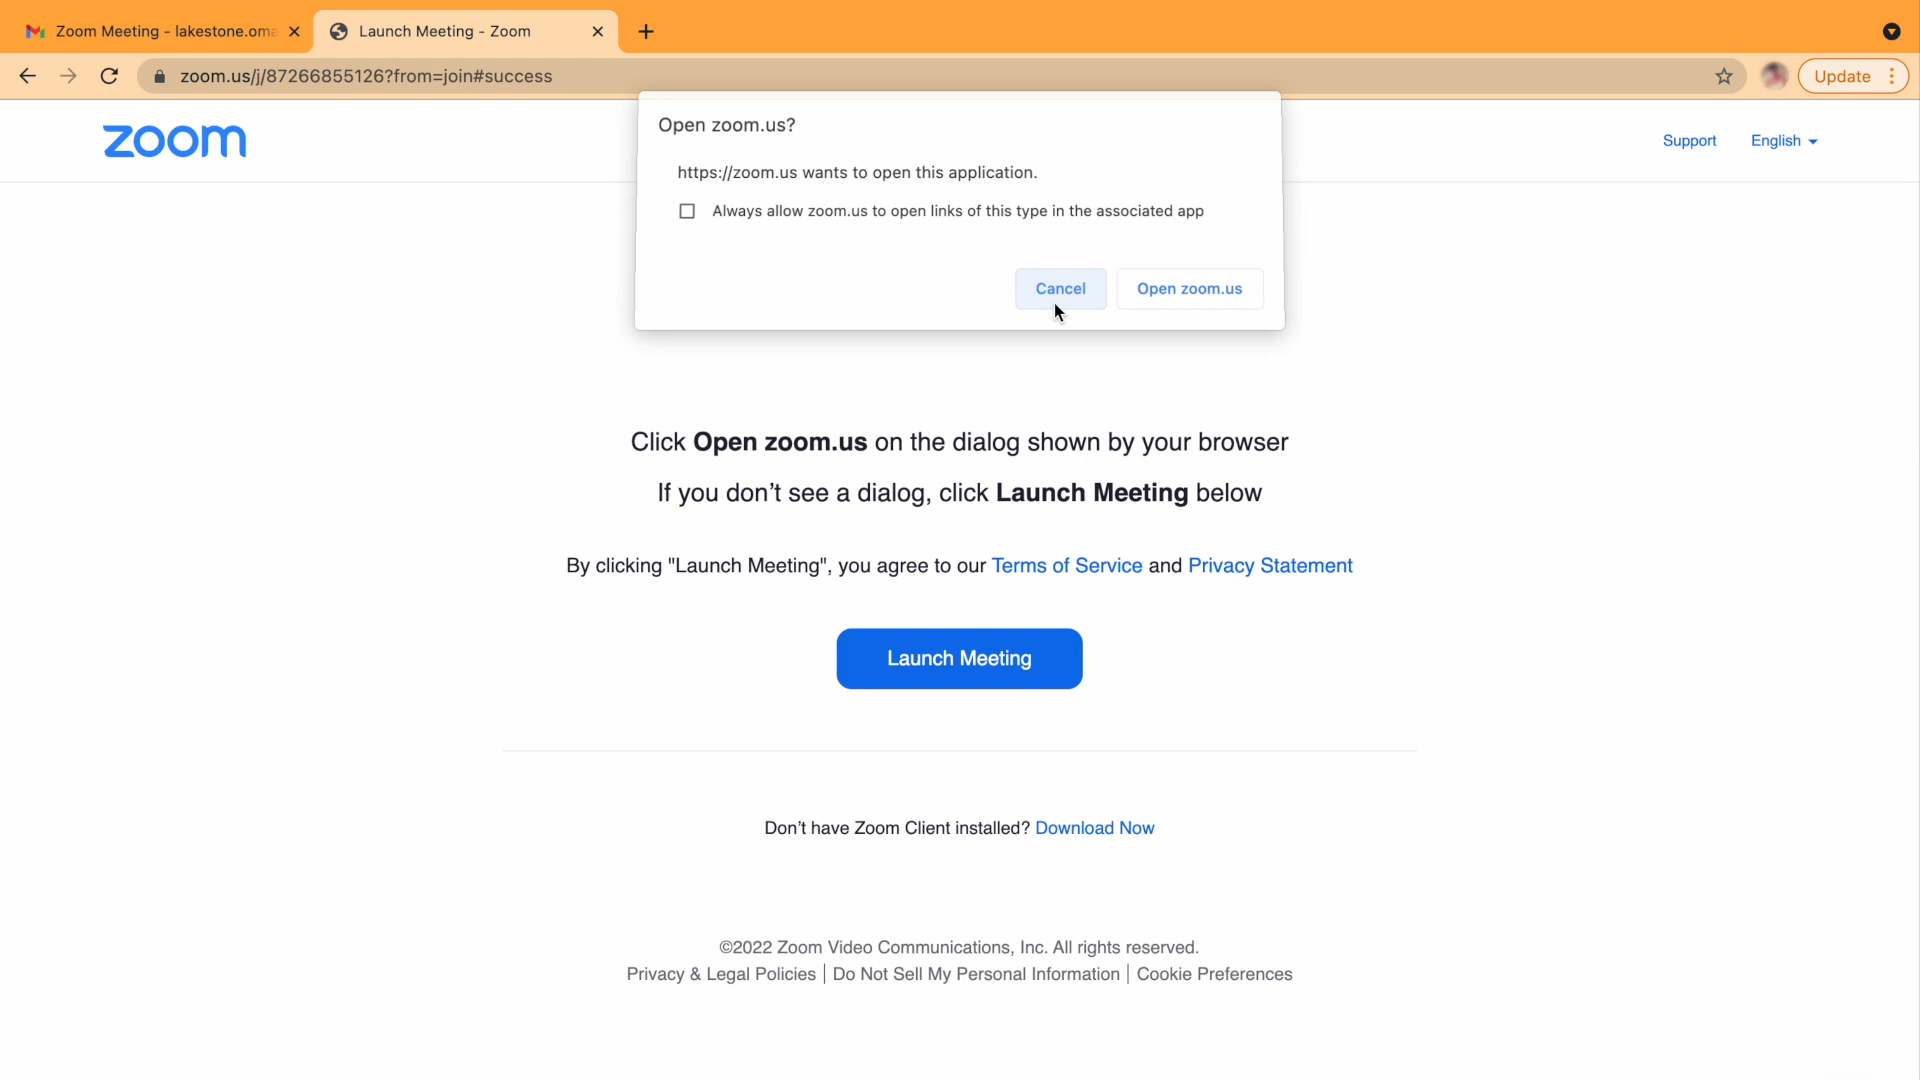 Zoom Meeting - lakestone.oma
Launch Meeting - Zoom
zoom.us/j/87266855126?from=join#success
Update
zoom
Support
English
Open zoom.us?
https://zoom.us wants to open this application.
Always allow zoom.us to open links of this type in the associated app
Cancel
Open zoom.us
Click Open zoom.us on the dialog shown by your browser
If you don’t see a dialog, click Launch Meeting below
By clicking "Launch Meeting", you agree to our Terms of Service and Privacy Statement
Launch Meeting
Don’t have Zoom Client installed? Download Now
©2022 Zoom Video Communications, Inc. All rights reserved.
Privacy & Legal Policies | Do Not Sell My Personal Information | Cookie Preferences